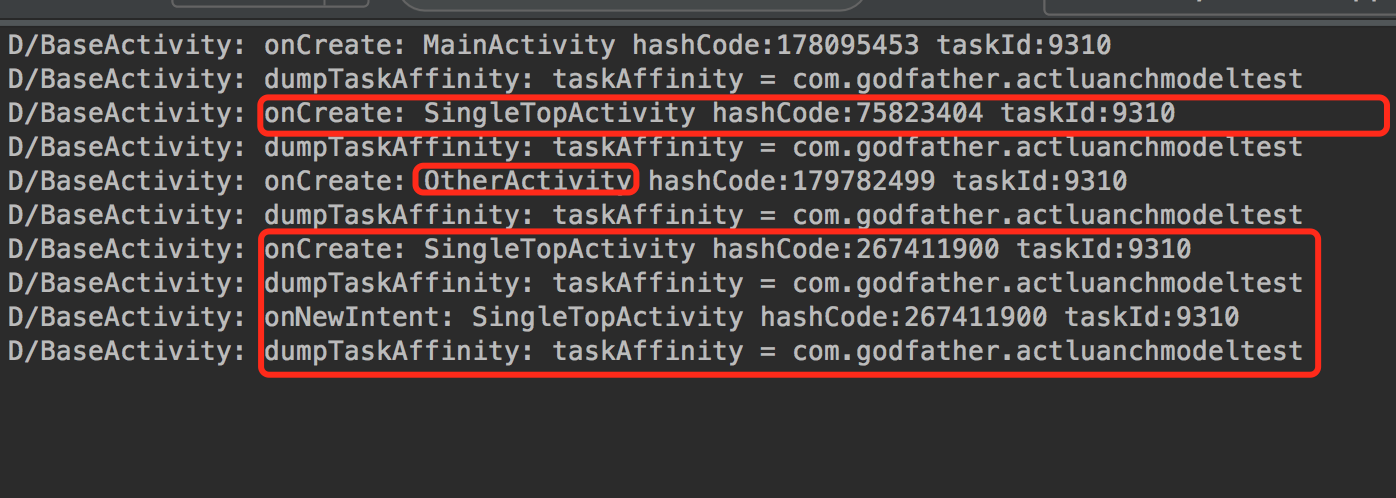 D/BaseActivity: onCreate: MainActivity hashCode:178095453 taskId:9310
D/BaseActivity: dumpTaskAffinity: taskAffinity = com.godfather.actluanchmodeltest
D/BaseActivity: onCreate: SingleTopActivity hashCode:75823404 taskId:9310
D/BaseActivity: dumpTaskAffinity: taskAffinity = com.godfather.actluanchmodeltest
D/BaseActivity: onCreate: OtherActivity hashCode:179782499 taskId:9310
D/BaseActivity: dumpTaskAffinity: taskAffinity = com.godfather.actluanchmodeltest
D/BaseActivity: onCreate: SingleTopActivity hashCode:267411900 taskId:9310
D/BaseActivity: dumpTaskAffinity: taskAffinity = com.godfather.actluanchmodeltest
D/BaseActivity: onNewIntent: SingleTopActivity hashCode:267411900 taskId:9310
D/BaseActivity: dumpTaskAffinity: taskAffinity = com.godfather.actluanchmodeltest